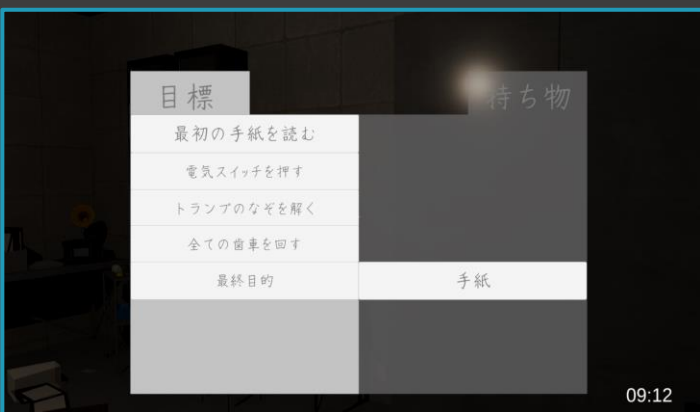 目標
持ち物
最初の手紙を読む
電気スイッチを押す
トランプのなぞを解く
全ての歯車を回す
最終目的
手紙
09:12